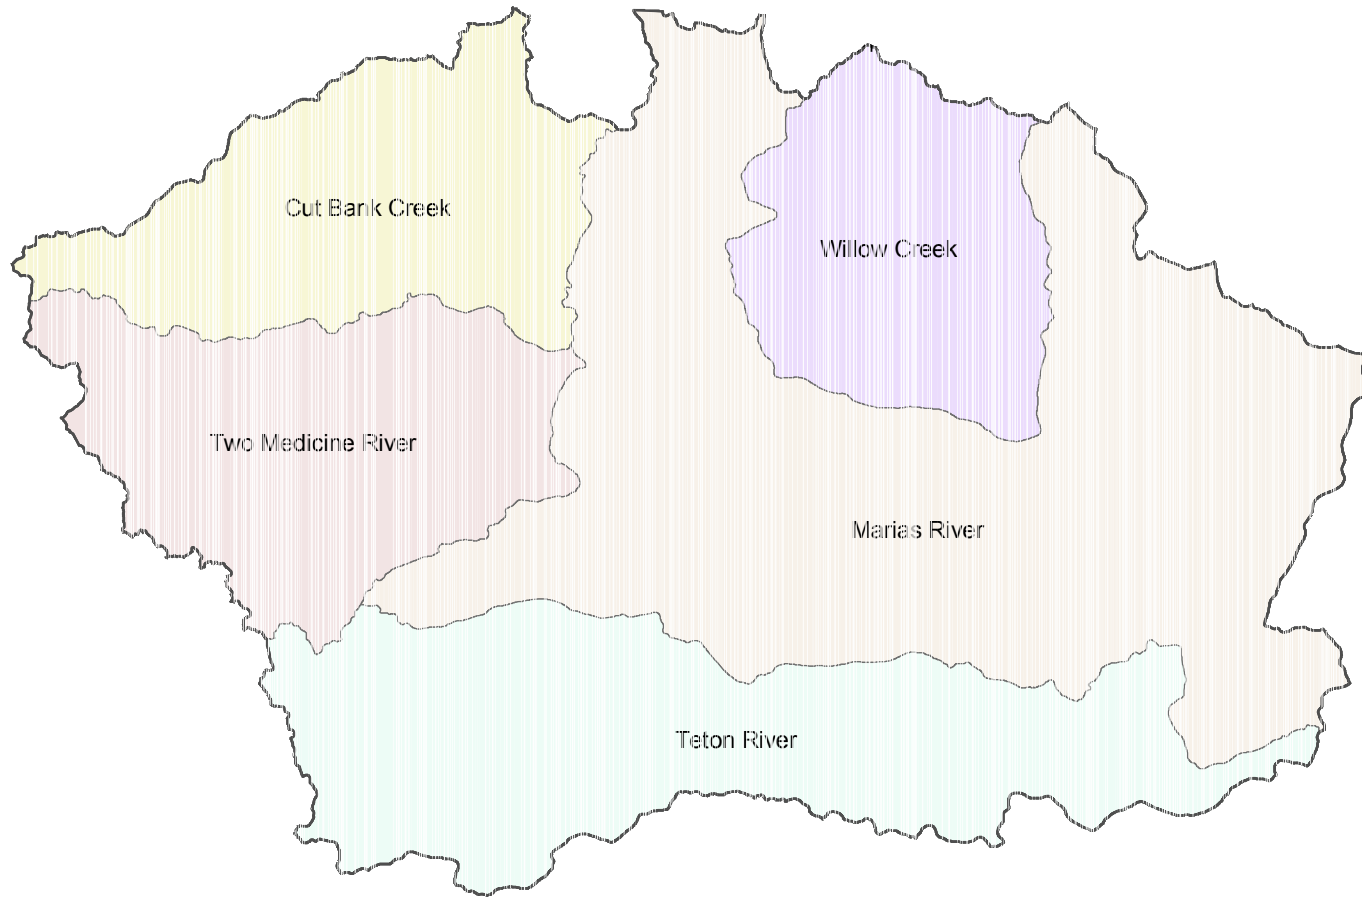 Cut Bank Creek
Willow Creek
Two Medicine River
Marias River
Teton River